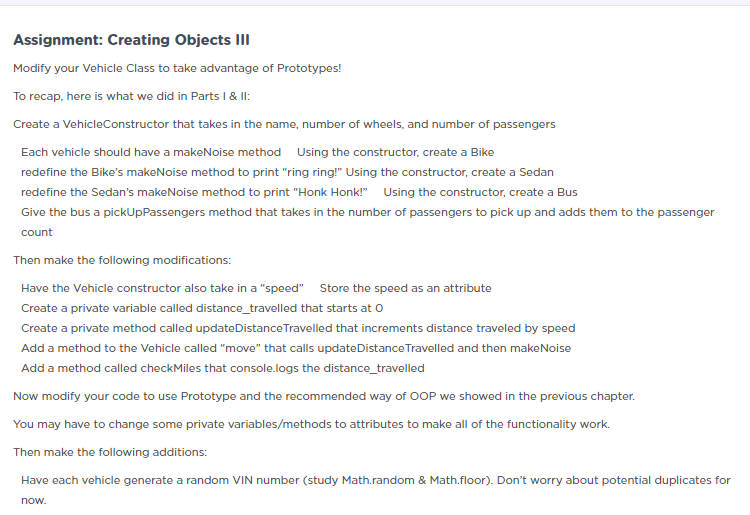 Assignment: Creating Objects III
Modify your Vehicle Class to take advantage of Prototypes!
To recap, here is what we did in Parts I & II:
Create a VehicleConstructor that takes in the name, number of wheels, and number of passengers
Each vehicle should have a makeNoise method Using the constructor, create a Bike
redefine the Bike's makeNoise method to print "ring ring!" Using the constructor, create a Sedan
redefine the Sedan's makeNoise method to print "Honk Honk!" Using the constructor, create a Bus
Give the bus a pickUpPassengers method that takes in the number of passengers to pick up and adds them to the passenger
count
Then make the following modifications:
Have the Vehicle constructor also take in a "speed" Store the speed as an attribute
Create a private variable called distance_travelled that starts at 0
Create a private method called updateDistanceTravelled that increments distance traveled by speed
Add a method to the Vehicle called "move" that calls updateDistanceTravelled and then makeNoise
Add a method called checkMiles that console.logs the distance_travelled
Now modify your code to use Prototype and the recommended way of OOP we showed in the previous chapter.
You may have to change some private variables/methods to attributes to make all of the functionality work.
Then make the following additions:
Have each vehicle generate a random VIN number (study Math.random & Math.floor). Don't worry about potential duplicates for
now.